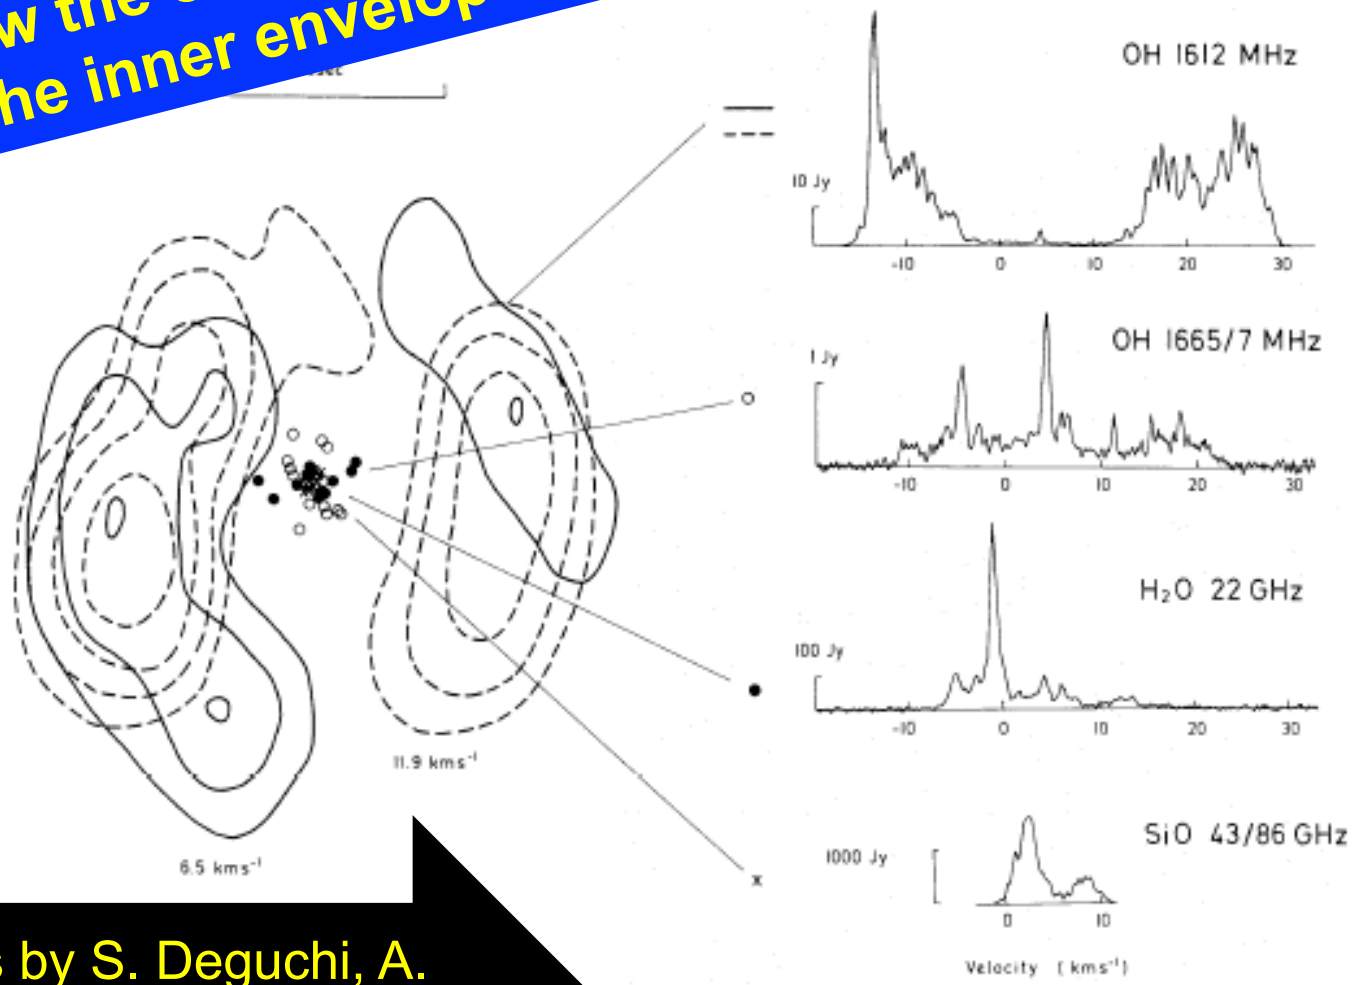 w the
he inner envelop
OH 1612 MHz
10 Jy
-10 0 10 20 30
OH 1665/7 MHz
1 Jy
-10 0 10 20 30
H₂O 22 GHz
100 Jy
-10 0 10 20 30
11.9 kms⁻¹
6.5 kms⁻¹
SiO 43/86 GHz
1000 Jy
x
0 10
Velocity (kms⁻¹)
s by S. Deguchi, A.